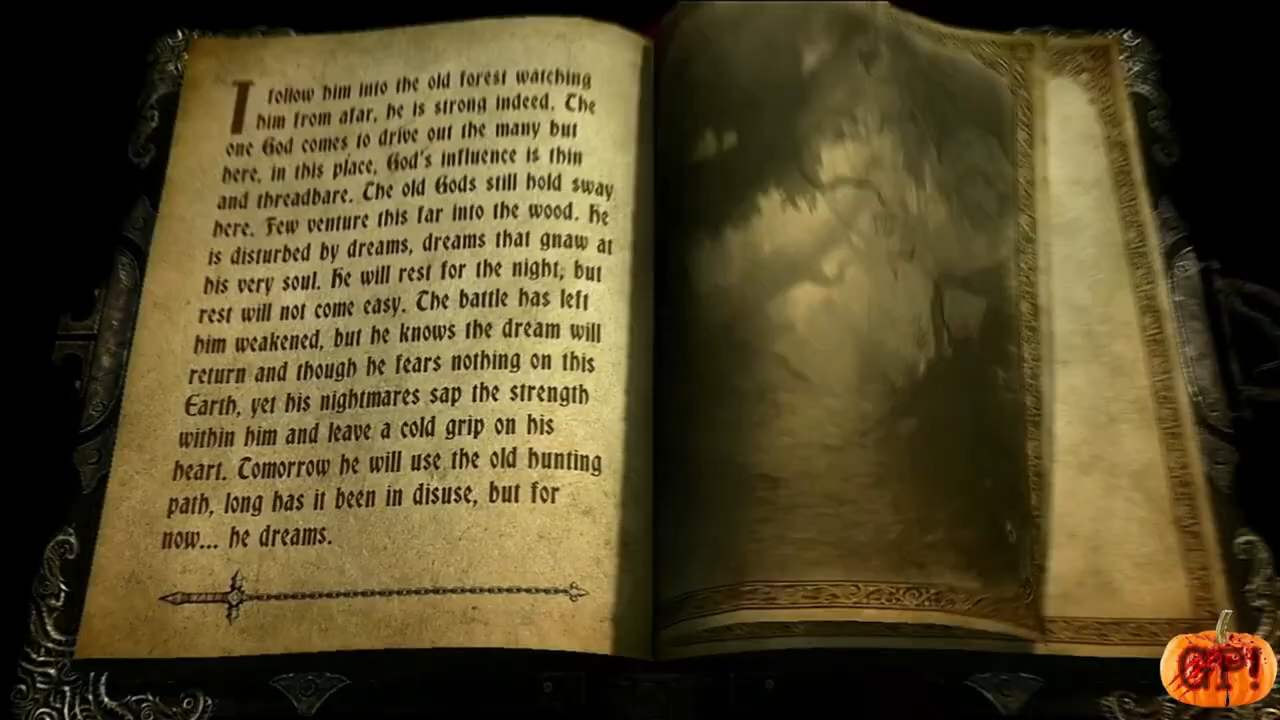 I follow him into the old forest watching
him from afar, he is strong indeed. The
one God comes to drive out the many but
here, in this place, God's influence is thin
and threadbare. The old Gods still hold sway
here. Few venture this far into the wood. He
is disturbed by dreams, dreams that gnaw at
his very soul. He will rest for the night, but
rest will not come easy. The battle has left
him weakened, but he knows the dream will
return and though he fears nothing on this
Earth, yet his nightmares sap the strength
within him and leave a cold grip on his
heart. Tomorrow he will use the old hunting
path, long has it been in disuse, but for
now... he dreams.
GP!